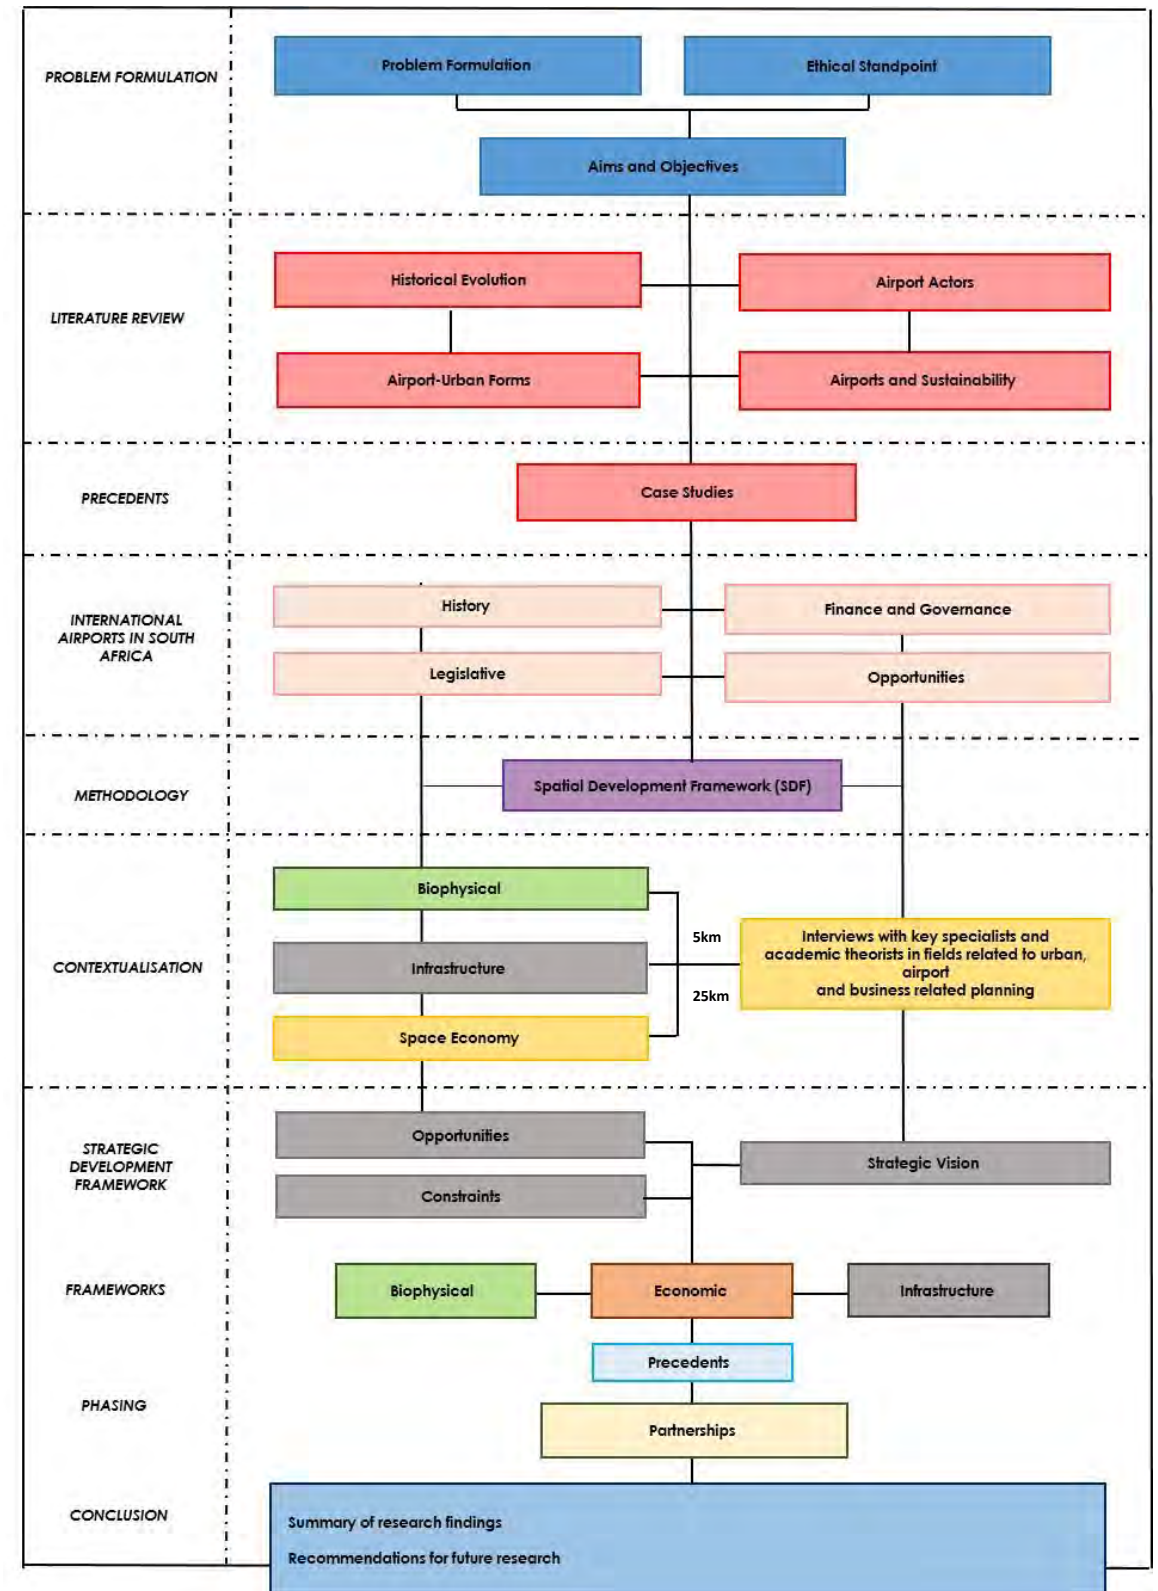 PROBLEM FORMULATION
Problem Formulation
Ethical Standpoint
Aims and Objectives
LITERATURE REVIEW
Historical Evolution
Airport Actors
Airport-Urban Forms
Airports and Sustainability
PRECEDENTS
Case Studies
INTERNATIONAL
AIRPORTS IN SOUTH
AFRICA
History
Finance and Governance
Legislative
Opportunities
METHODOLOGY
Spatial Development Framework (SDF)
CONTEXTUALISATION
Biophysical
Infrastructure
Space Economy
5km
25km
Interviews with key specialists and
academic theorists in fields related to urban,
airport
and business related planning
STRATEGIC
DEVELOPMENT
FRAMEWORK
Opportunities
Constraints
Strategic Vision
FRAMEWORKS
Biophysical
Economic
Infrastructure
Precedents
PHASING
Partnerships
CONCLUSION
Summary of research findings
Recommendations for future research